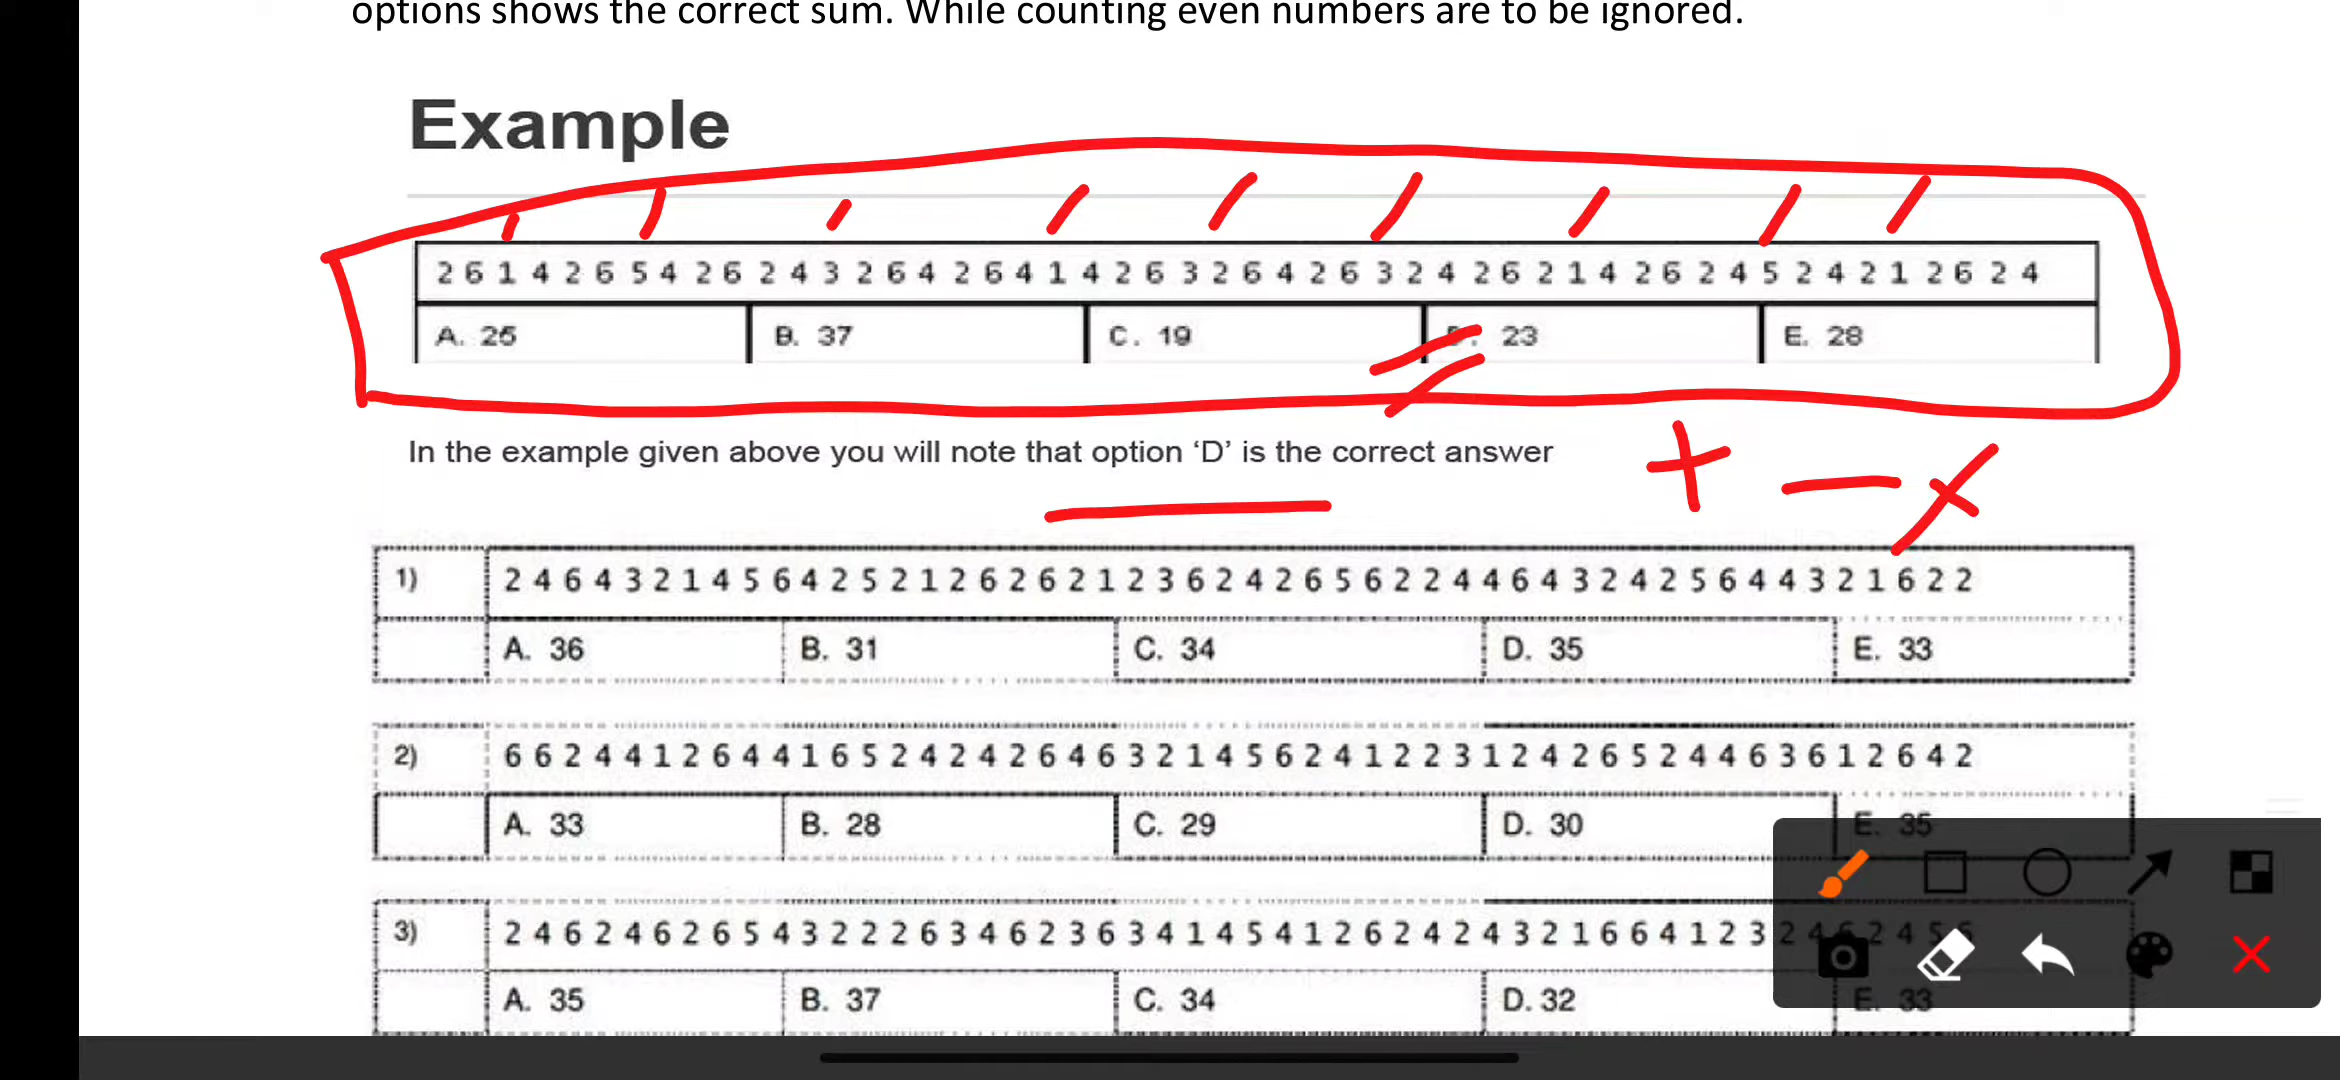 options shows the correct sum. While counting even numbers are to be ignored.
Example
2 6 1 4 2 6 5 4 2 6 2 4 3 2 6 4 2 6 4 1 4 2 6 3 2 6 4 2 6 3 2 4 2 6 2 1 4 2 6 2 4 5 2 4 2 1 2 6 2 4
A. 25 B. 37 C. 19 D. 23 E. 28
In the example given above you will note that option ‘D’ is the correct answer
+ - ×
1) 2 4 6 4 3 2 1 4 5 6 4 2 5 2 1 2 6 2 6 2 1 2 3 6 2 4 2 6 5 6 2 2 4 4 6 4 3 2 4 2 5 6 4 4 3 2 1 6 2 2
A. 36 B. 31 C. 34 D. 35 E. 33
2) 6 6 2 4 4 1 2 6 4 4 1 6 5 2 4 2 4 2 6 4 6 3 2 1 4 5 6 2 4 1 2 2 3 1 2 4 2 6 5 2 4 4 6 3 6 1 2 6 4 2
A. 33 B. 28 C. 29 D. 30 E. 35
3) 2 4 6 2 4 6 2 6 5 4 3 2 2 2 6 3 4 6 2 3 6 3 4 1 4 5 4 1 2 6 2 4 2 4 3 2 1 6 6 4 1 2 3 2 4 6 2 4 5 6
A. 35 B. 37 C. 34 D. 32 E. 33